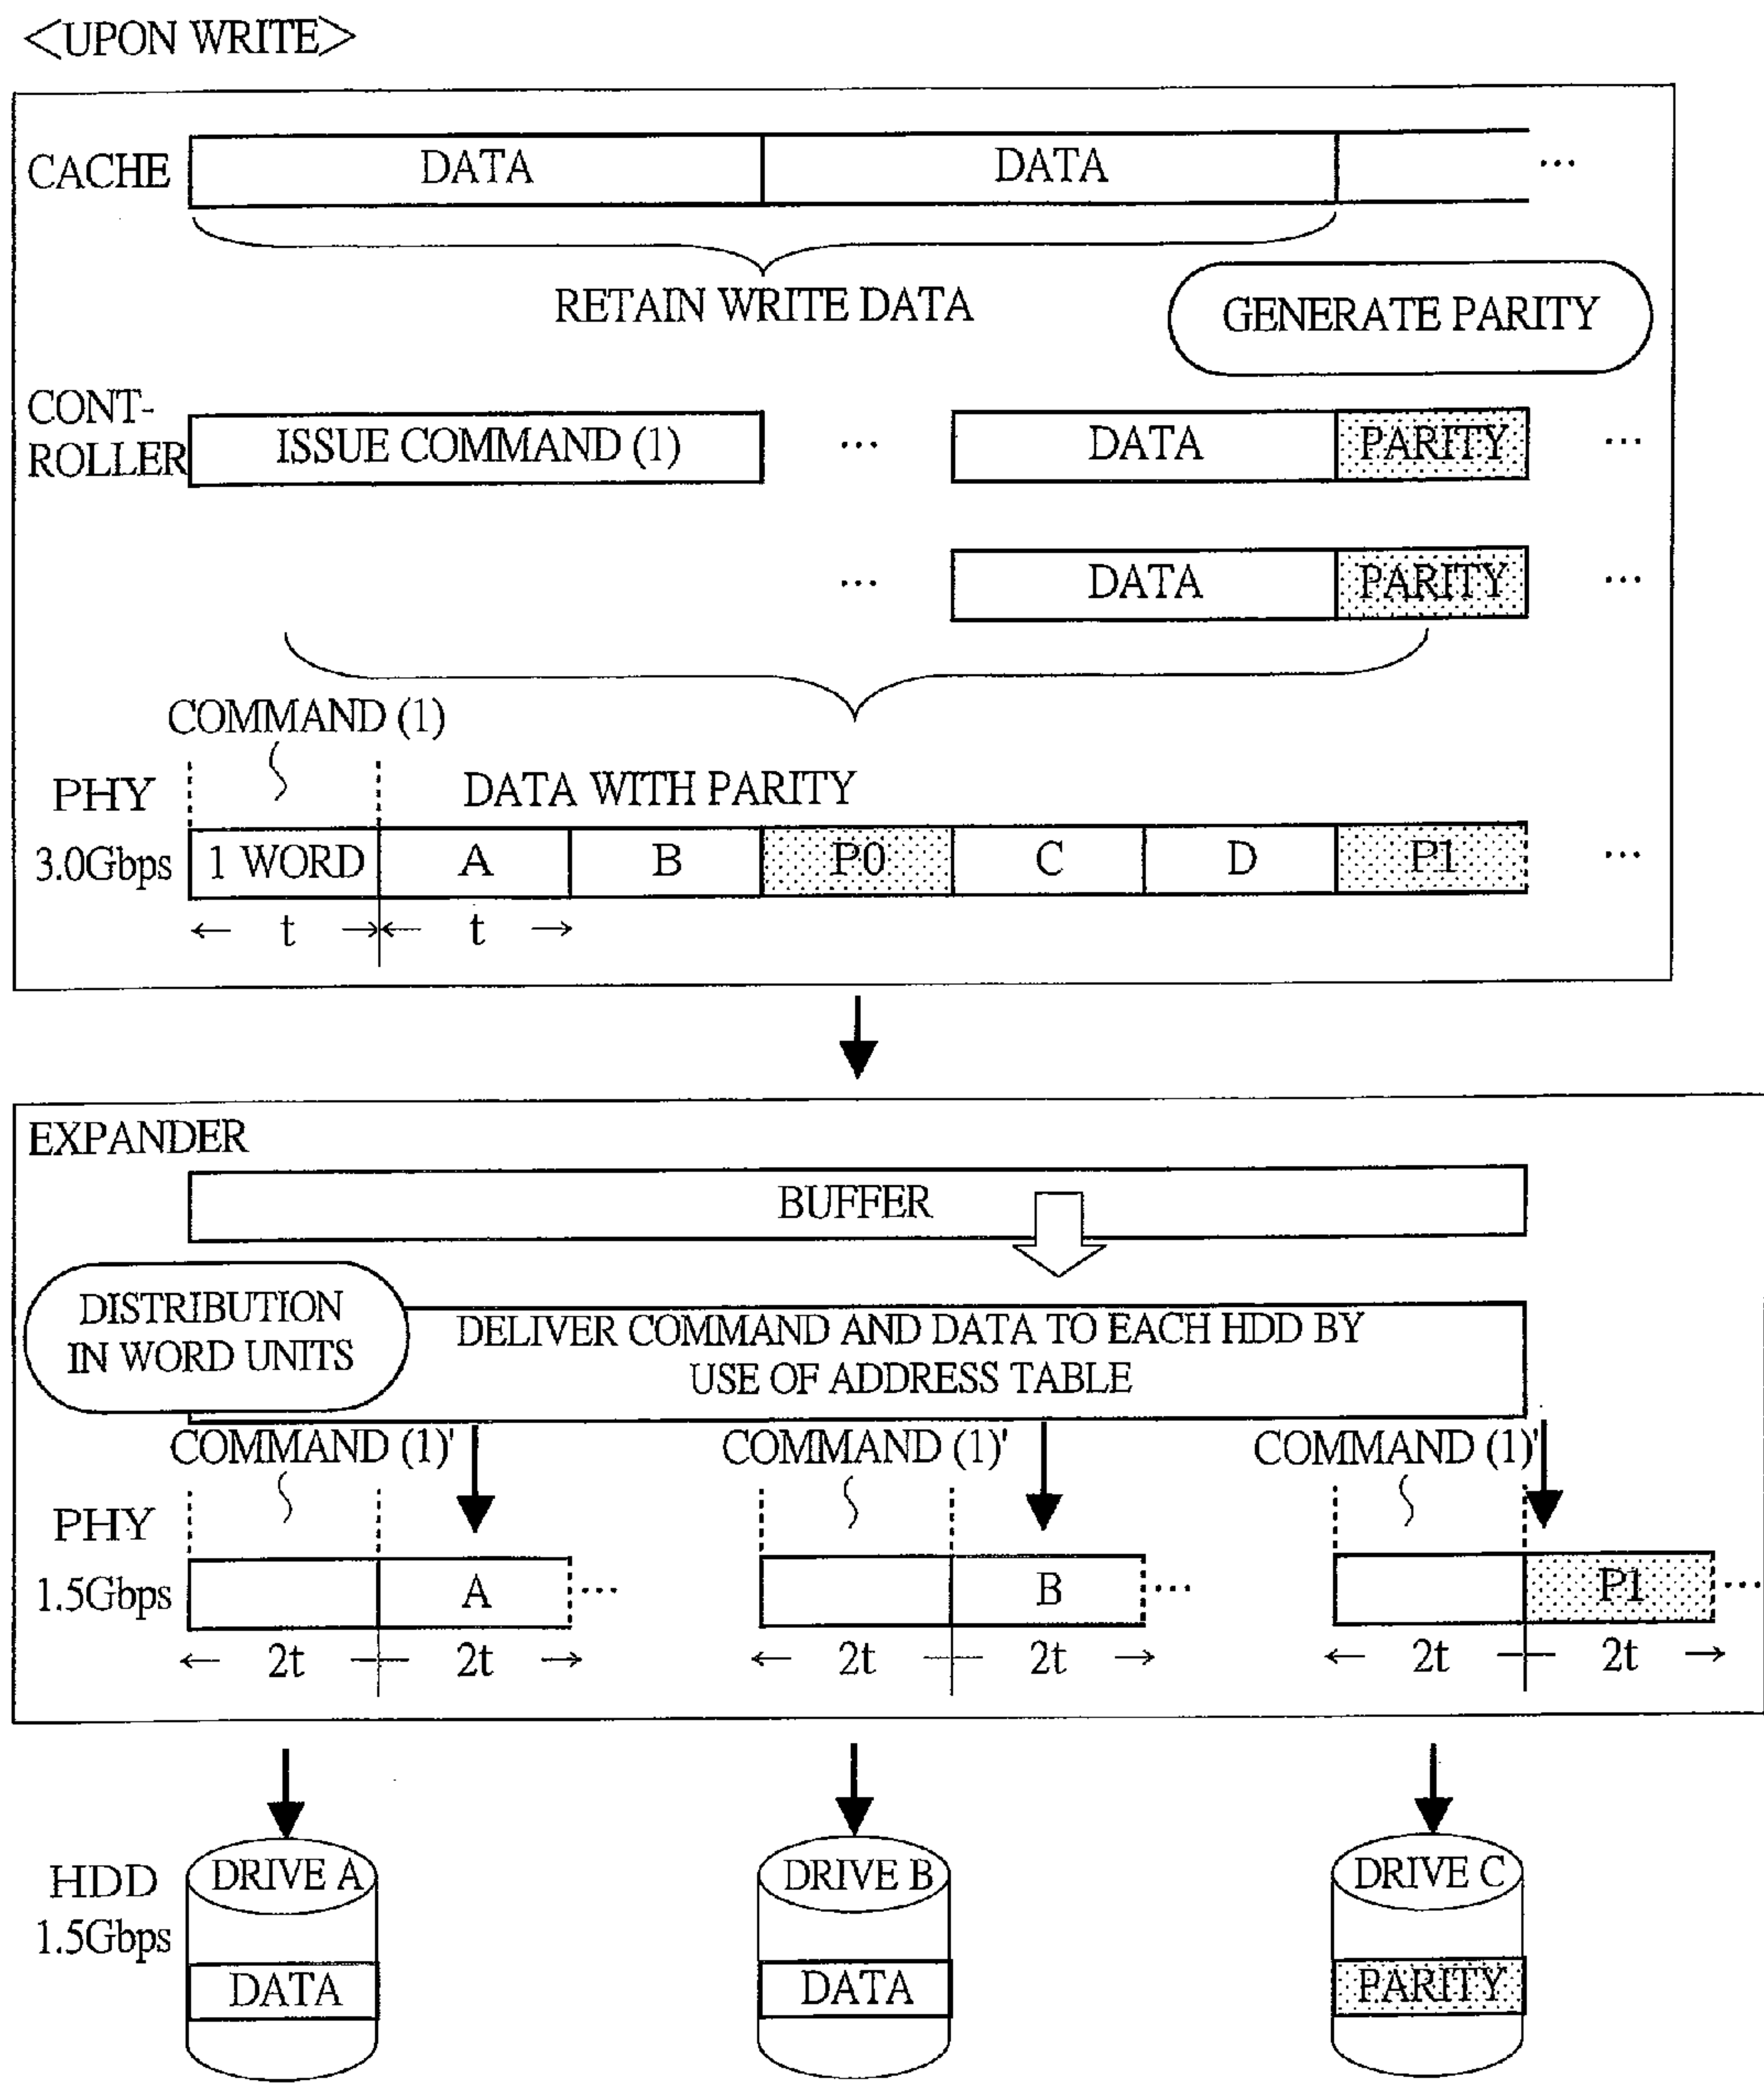 <UPON WRITE>
CACHE DATA DATA ...
RETAIN WRITE DATA
GENERATE PARITY
CONT-
ROLLER ISSUE COMMAND (1) ... DATA PARITY ...
... DATA PARITY ...
COMMAND (1)
PHY DATA WITH PARITY
3.0Gbps 1 WORD A B P0 C D P1 ...
← t →← t →
EXPANDER
BUFFER
DISTRIBUTION
IN WORD UNITS
DELIVER COMMAND AND DATA TO EACH HDD BY
USE OF ADDRESS TABLE
COMMAND (1)' COMMAND (1)' COMMAND (1)'
PHY
1.5Gbps A ... B ... P1 ...
← 2t — 2t → ← 2t — 2t → ← 2t — 2t →
HDD DRIVE A DRIVE B DRIVE C
1.5Gbps
DATA DATA PARITY